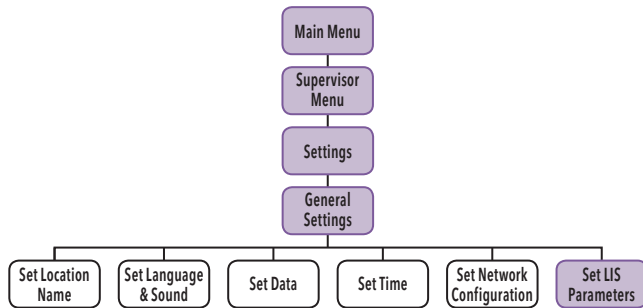 Main Menu
Supervisor
Menu
Settings
General
Settings
Set Location
Name
Set Language
& Sound
Set Data
Set Time
Set Network
Configuration
Set LIS
Parameters